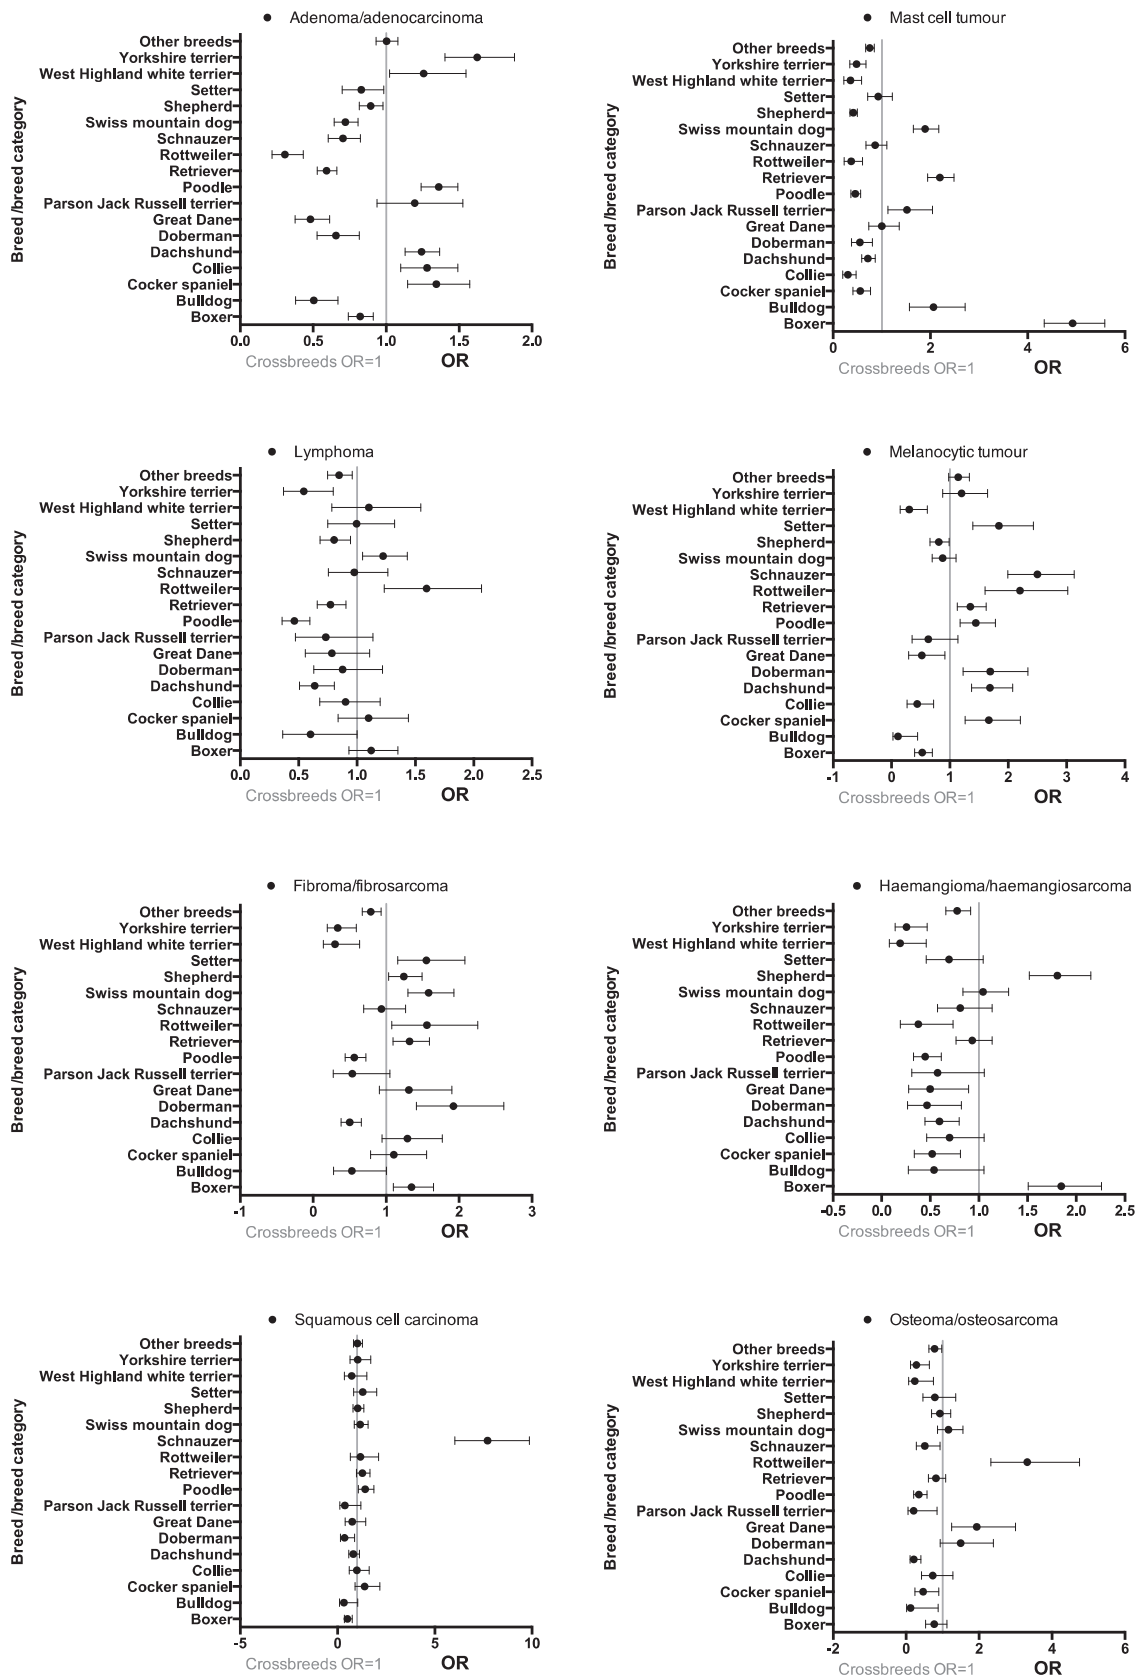 Adenoma/adenocarcinoma
Breed /breed category
Other breeds
Yorkshire terrier
West Highland white terrier
Setter
Shepherd
Swiss mountain dog
Schnauzer
Rottweiler
Retriever
Poodle
Parson Jack Russell terrier
Great Dane
Doberman
Dachshund
Collie
Cocker spaniel
Bulldog
Boxer
0.0 0.5 1.0 1.5 2.0
Crossbreeds OR=1 OR
Mast cell tumour
Breed /breed category
Other breeds
Yorkshire terrier
West Highland white terrier
Setter
Shepherd
Swiss mountain dog
Schnauzer
Rottweiler
Retriever
Poodle
Parson Jack Russell terrier
Great Dane
Doberman
Dachshund
Collie
Cocker spaniel
Bulldog
Boxer
0 2 4 6
Crossbreeds OR=1 OR
Lymphoma
Breed /breed category
Other breeds
Yorkshire terrier
West Highland white terrier
Setter
Shepherd
Swiss mountain dog
Schnauzer
Rottweiler
Retriever
Poodle
Parson Jack Russell terrier
Great Dane
Doberman
Dachshund
Collie
Cocker spaniel
Bulldog
Boxer
0.0 0.5 1.0 1.5 2.0 2.5
Crossbreeds OR=1 OR
Melanocytic tumour
Breed /breed category
Other breeds
Yorkshire terrier
West Highland white terrier
Setter
Shepherd
Swiss mountain dog
Schnauzer
Rottweiler
Retriever
Poodle
Parson Jack Russell terrier
Great Dane
Doberman
Dachshund
Collie
Cocker spaniel
Bulldog
Boxer
-1 0 1 2 3 4
Crossbreeds OR=1 OR
Fibroma/fibrosarcoma
Breed /breed category
Other breeds
Yorkshire terrier
West Highland white terrier
Setter
Shepherd
Swiss mountain dog
Schnauzer
Rottweiler
Retriever
Poodle
Parson Jack Russell terrier
Great Dane
Doberman
Dachshund
Collie
Cocker spaniel
Bulldog
Boxer
-1 0 1 2 3
Crossbreeds OR=1 OR
Haemangioma/haemangiosarcoma
Breed /breed category
Other breeds
Yorkshire terrier
West Highland white terrier
Setter
Shepherd
Swiss mountain dog
Schnauzer
Rottweiler
Retriever
Poodle
Parson Jack Russell terrier
Great Dane
Doberman
Dachshund
Collie
Cocker spaniel
Bulldog
Boxer
-0.5 0.0 0.5 1.0 1.5 2.0 2.5
Crossbreeds OR=1 OR
Squamous cell carcinoma
Breed /breed category
Other breeds
Yorkshire terrier
West Highland white terrier
Setter
Shepherd
Swiss mountain dog
Schnauzer
Rottweiler
Retriever
Poodle
Parson Jack Russell terrier
Great Dane
Doberman
Dachshund
Collie
Cocker spaniel
Bulldog
Boxer
-5 0 5 10
Crossbreeds OR=1 OR
Osteoma/osteosarcoma
Breed /breed category
Other breeds
Yorkshire terrier
West Highland white terrier
Setter
Shepherd
Swiss mountain dog
Schnauzer
Rottweiler
Retriever
Poodle
Parson Jack Russell terrier
Great Dane
Doberman
Dachshund
Collie
Cocker spaniel
Bulldog
Boxer
-2 0 2 4 6
Crossbreeds OR=1 OR